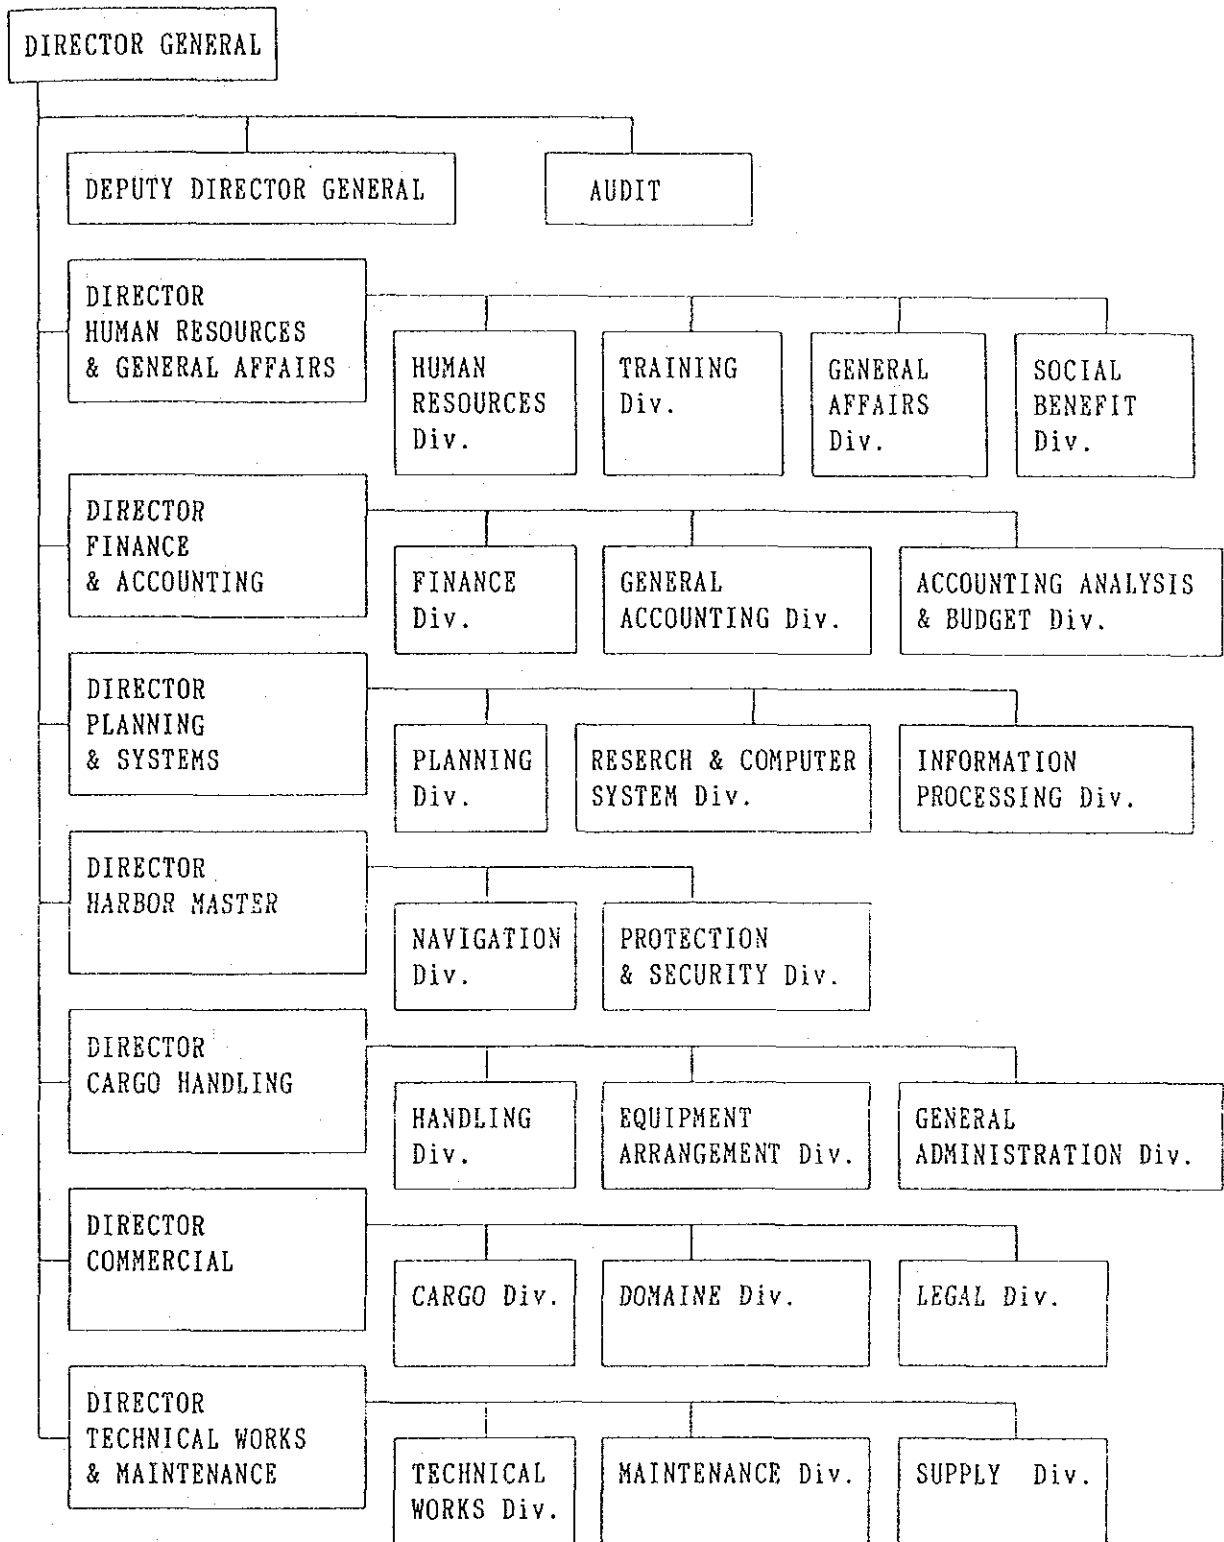 DIRECTOR GENERAL
DEPUTY DIRECTOR GENERAL
AUDIT
DIRECTOR
HUMAN RESOURCES
& GENERAL AFFAIRS
HUMAN
RESOURCES
Div.
TRAINING
Div.
GENERAL
AFFAIRS
Div.
SOCIAL
BENEFIT
Div.
DIRECTOR
FINANCE
& ACCOUNTING
FINANCE
Div.
GENERAL
ACCOUNTING Div.
ACCOUNTING ANALYSIS
& BUDGET Div.
DIRECTOR
PLANNING
& SYSTEMS
PLANNING
Div.
RESERCH & COMPUTER
SYSTEM Div.
INFORMATION
PROCESSING Div.
DIRECTOR
HARBOR MASTER
NAVIGATION
Div.
PROTECTION
& SECURITY Div.
DIRECTOR
CARGO HANDLING
HANDLING
Div.
EQUIPMENT
ARRANGEMENT Div.
GENERAL
ADMINISTRATION Div.
DIRECTOR
COMMERCIAL
CARGO Div.
DOMAINE Div.
LEGAL Div.
DIRECTOR
TECHNICAL WORKS
& MAINTENANCE
TECHNICAL
WORKS Div.
MAINTENANCE Div.
SUPPLY Div.